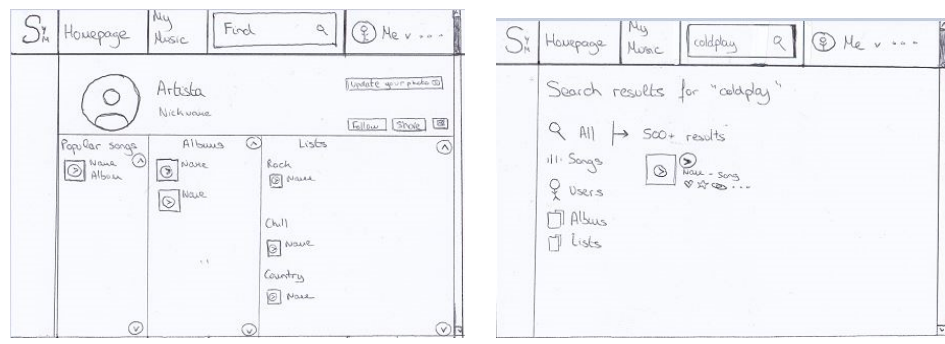 SYM Homepage My Music Find Me v ...
Artista
Nickname
Update your photo
Follow Share
Popular songs
Name
Album
Albums
Name
Name
Lists
Rock
Name
Chill
Name
Country
Name
SYM Homepage My Music coldplay Me v ...
Search results for "coldplay"
All 500+ results
Songs
Name - Song
Users
Albums
Lists